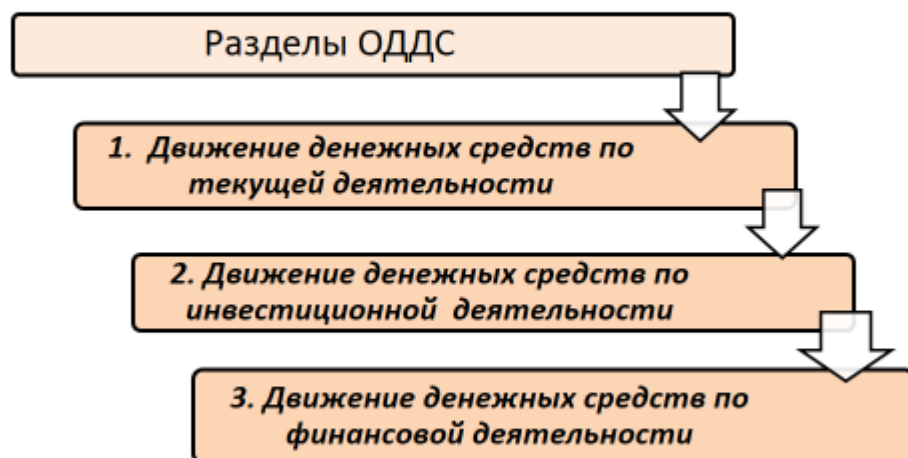 Разделы ОДДС
1. Движение денежных средств по
текущей деятельности
2. Движение денежных средств по
инвестиционной деятельности
3. Движение денежных средств по
финансовой деятельности